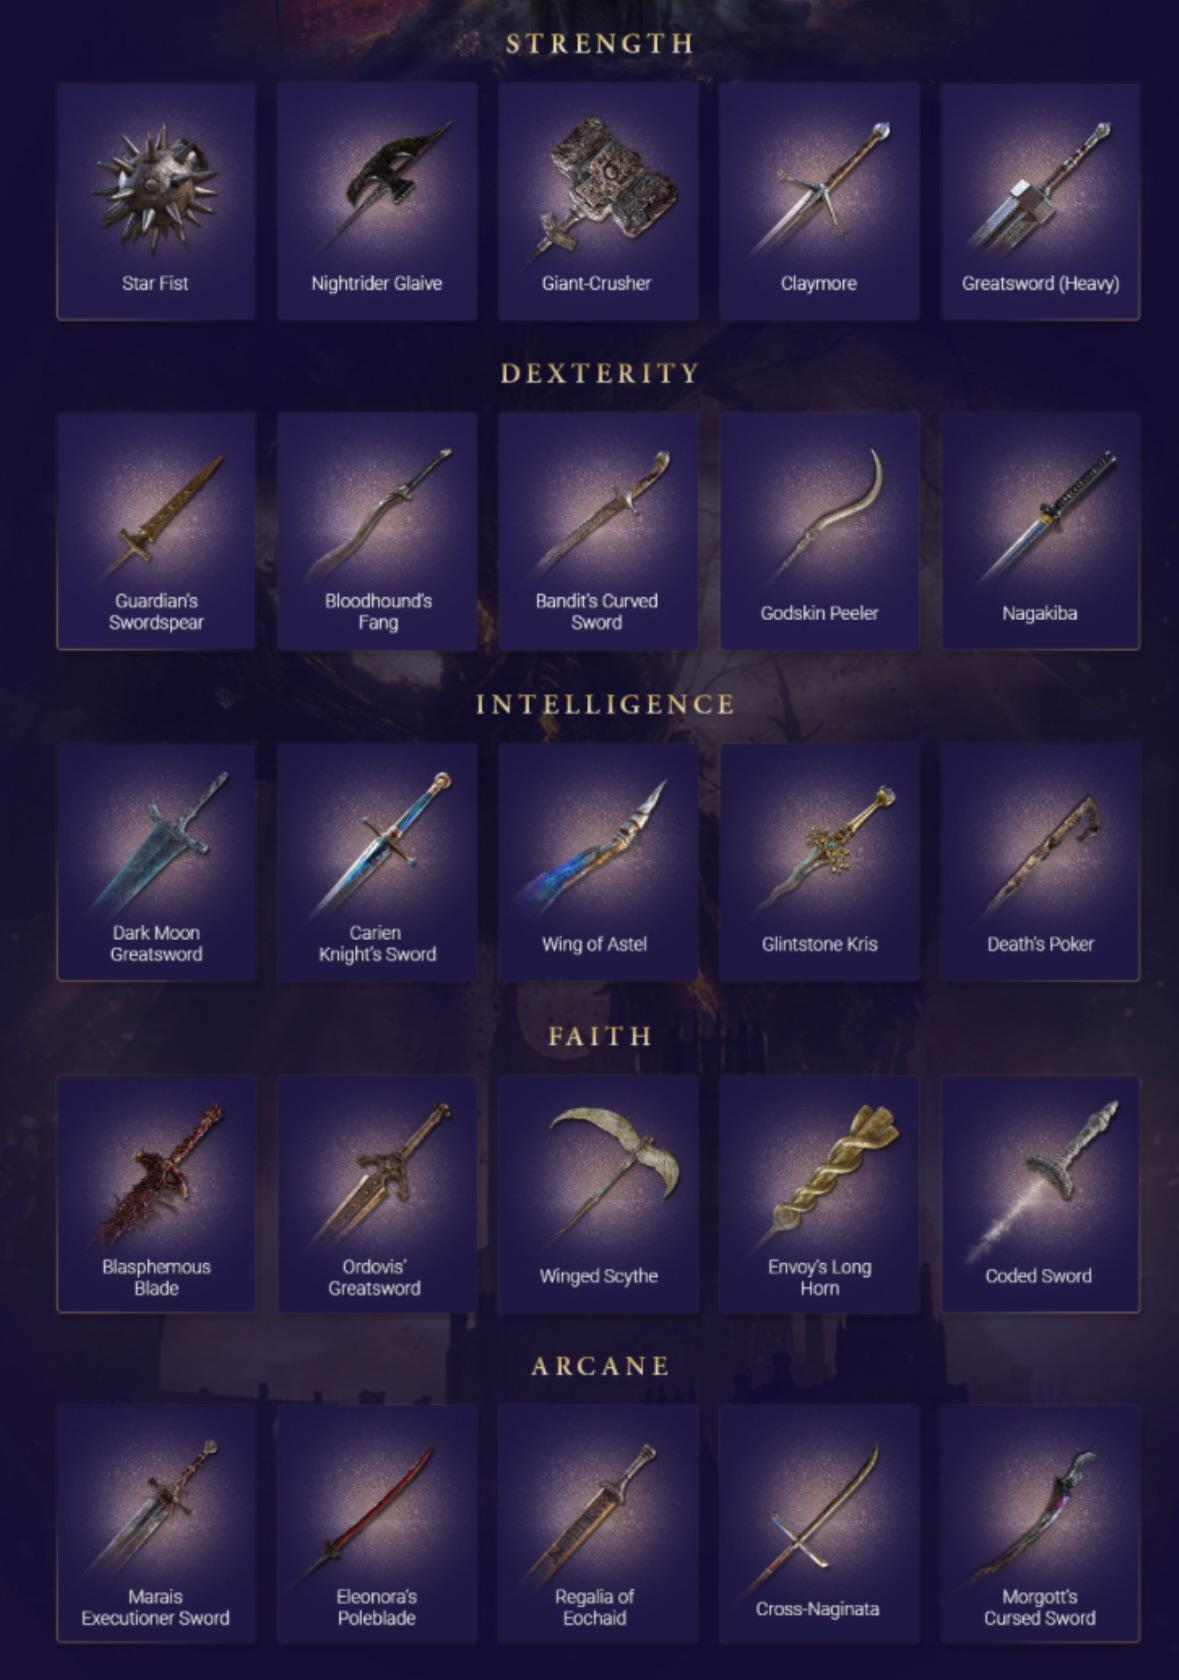 STRENGTH
Star Fist
Nightrider Glaive
Giant-Crusher
Claymore
Greatsword (Heavy)
DEXTERITY
Guardian's
Swordspear
Bloodhound's
Fang
Bandit's Curved
Sword
Godskin Peeler
Nagakiba
INTELLIGENCE
Dark Moon
Greatsword
Carien
Knight's Sword
Wing of Astel
Glintstone Kris
Death's Poker
FAITH
Blasphemous
Blade
Ordovis'
Greatsword
Winged Scythe
Envoy's Long
Horn
Coded Sword
ARCANE
Marais
Executioner Sword
Eleonora's
Poleblade
Regalia of
Eochaid
Cross-Naginata
Morgott's
Cursed Sword